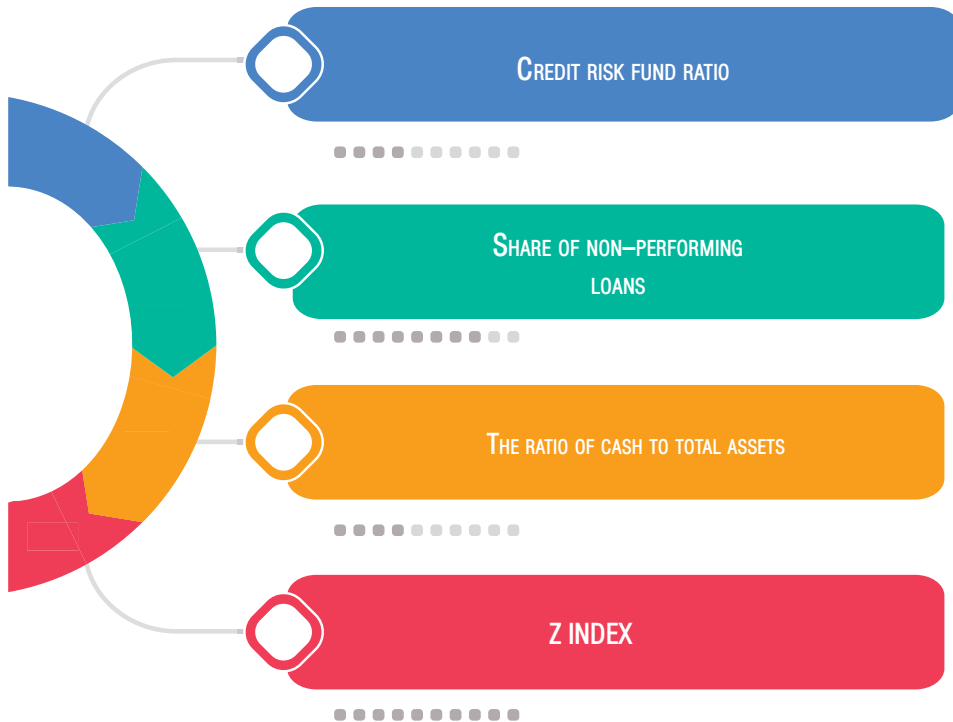 Credit risk fund ratio
Share of non–performing
loans
The ratio of cash to total assets
Z INDEX